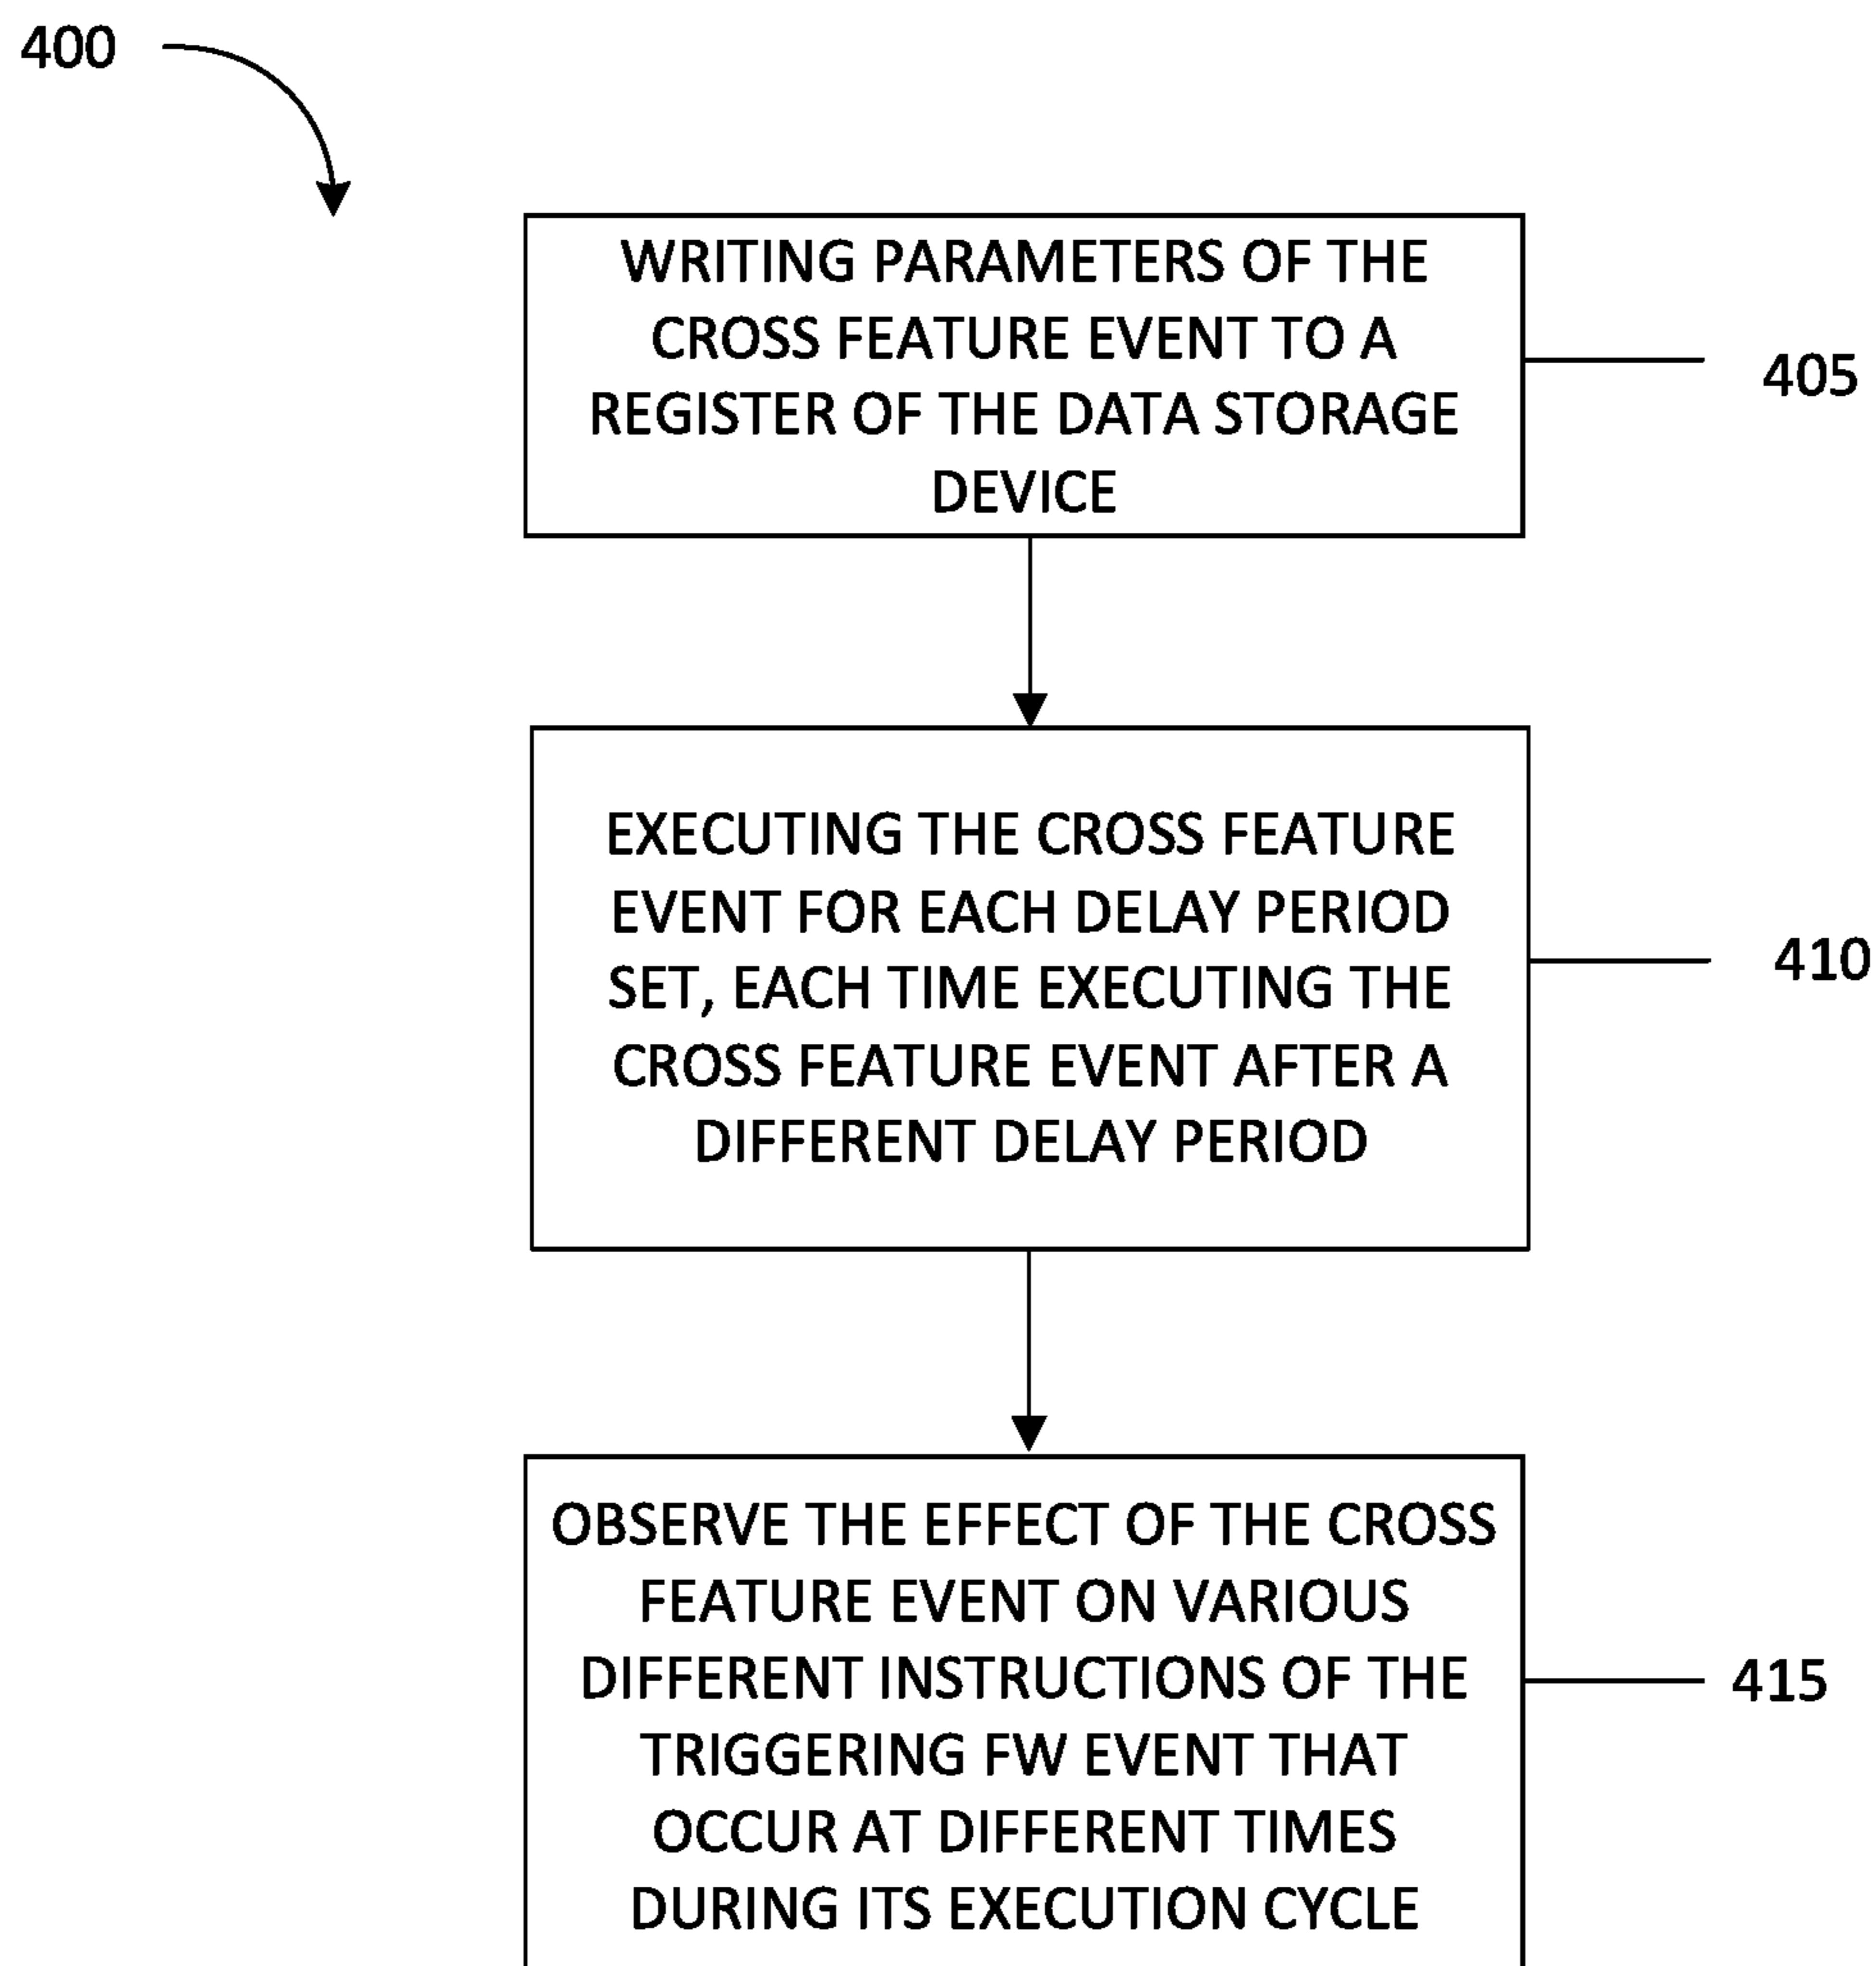 400
WRITING PARAMETERS OF THE
CROSS FEATURE EVENT TO A
REGISTER OF THE DATA STORAGE
DEVICE
405
EXECUTING THE CROSS FEATURE
EVENT FOR EACH DELAY PERIOD
SET, EACH TIME EXECUTING THE
CROSS FEATURE EVENT AFTER A
DIFFERENT DELAY PERIOD
410
OBSERVE THE EFFECT OF THE CROSS
FEATURE EVENT ON VARIOUS
DIFFERENT INSTRUCTIONS OF THE
TRIGGERING FW EVENT THAT
OCCUR AT DIFFERENT TIMES
DURING ITS EXECUTION CYCLE
415